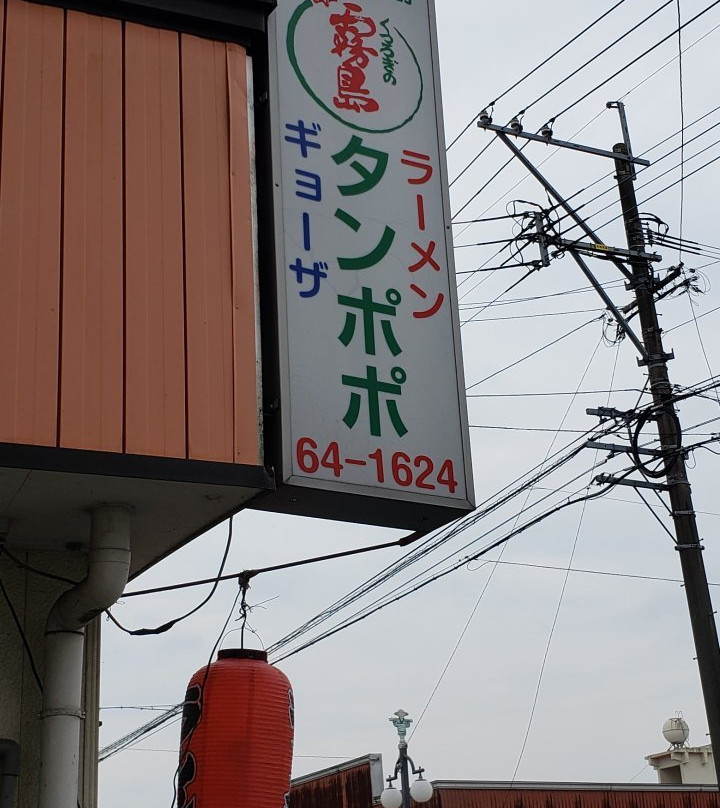 霧島
ラーメン
タンポポ
ギョーザ
64-1624